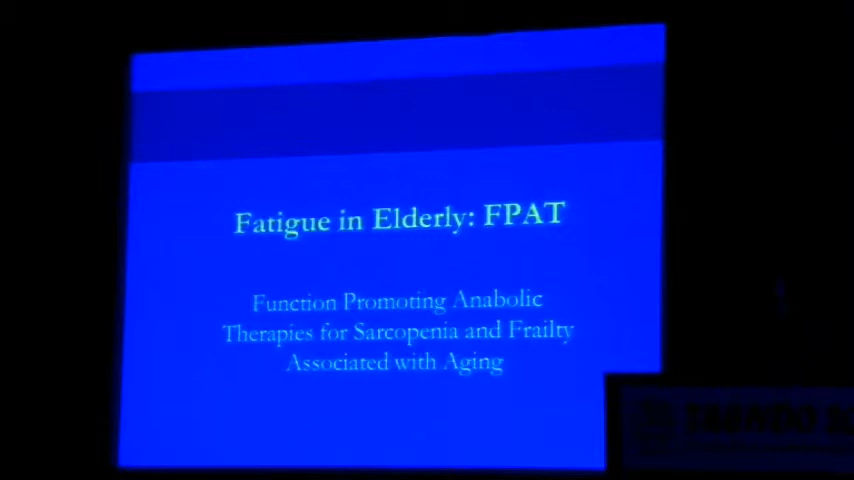 Fatigue in Elderly: FPAT
Function Promoting Anabolic
Therapies for Sarcopenia and Frailty
Associated with Aging